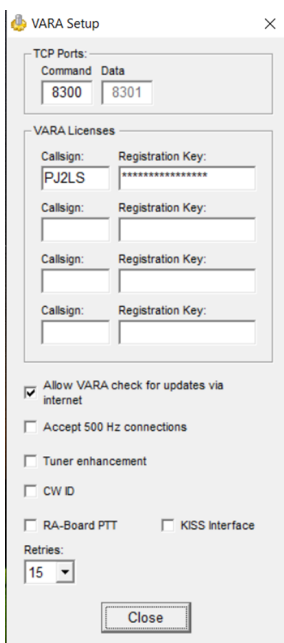 VARA Setup
TCP Ports:
Command Data
8300 8301
VARA Licenses
Callsign: Registration Key:
PJ2LS ****************
Callsign: Registration Key:
Callsign: Registration Key:
Callsign: Registration Key:
Allow VARA check for updates via
internet
Accept 500 Hz connections
Tuner enhancement
CW ID
RA-Board PTT KISS Interface
Retries:
15
Close